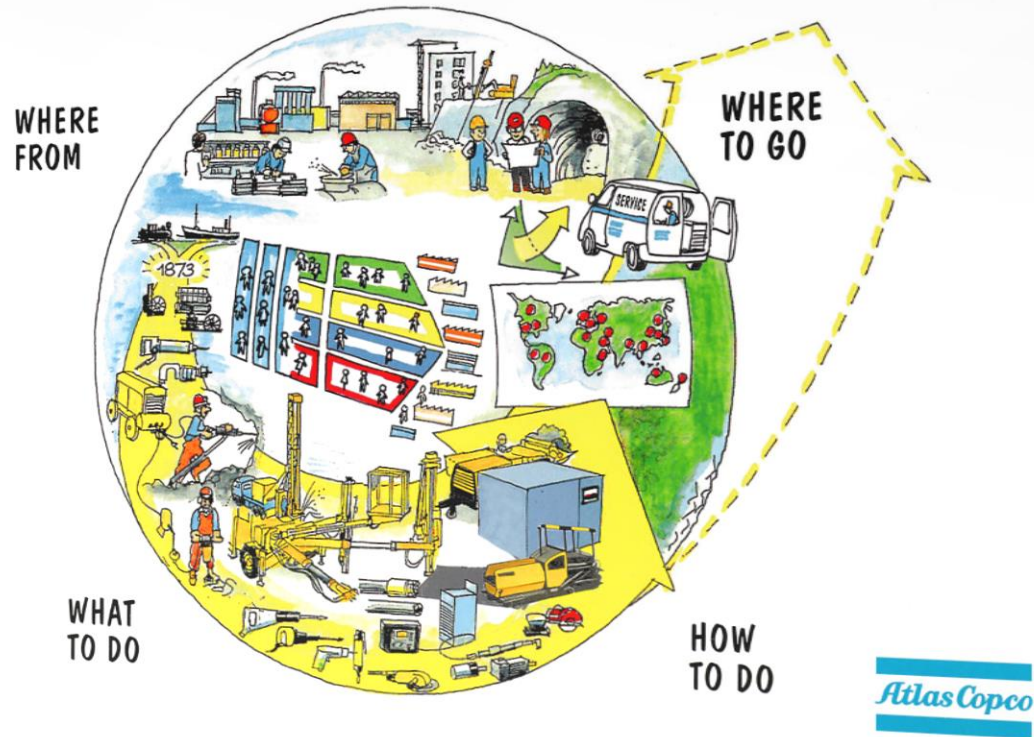 WHERE
FROM
WHERE
TO GO
SERVICE
1873
WHAT
TO DO
HOW
TO DO
Atlas Copco